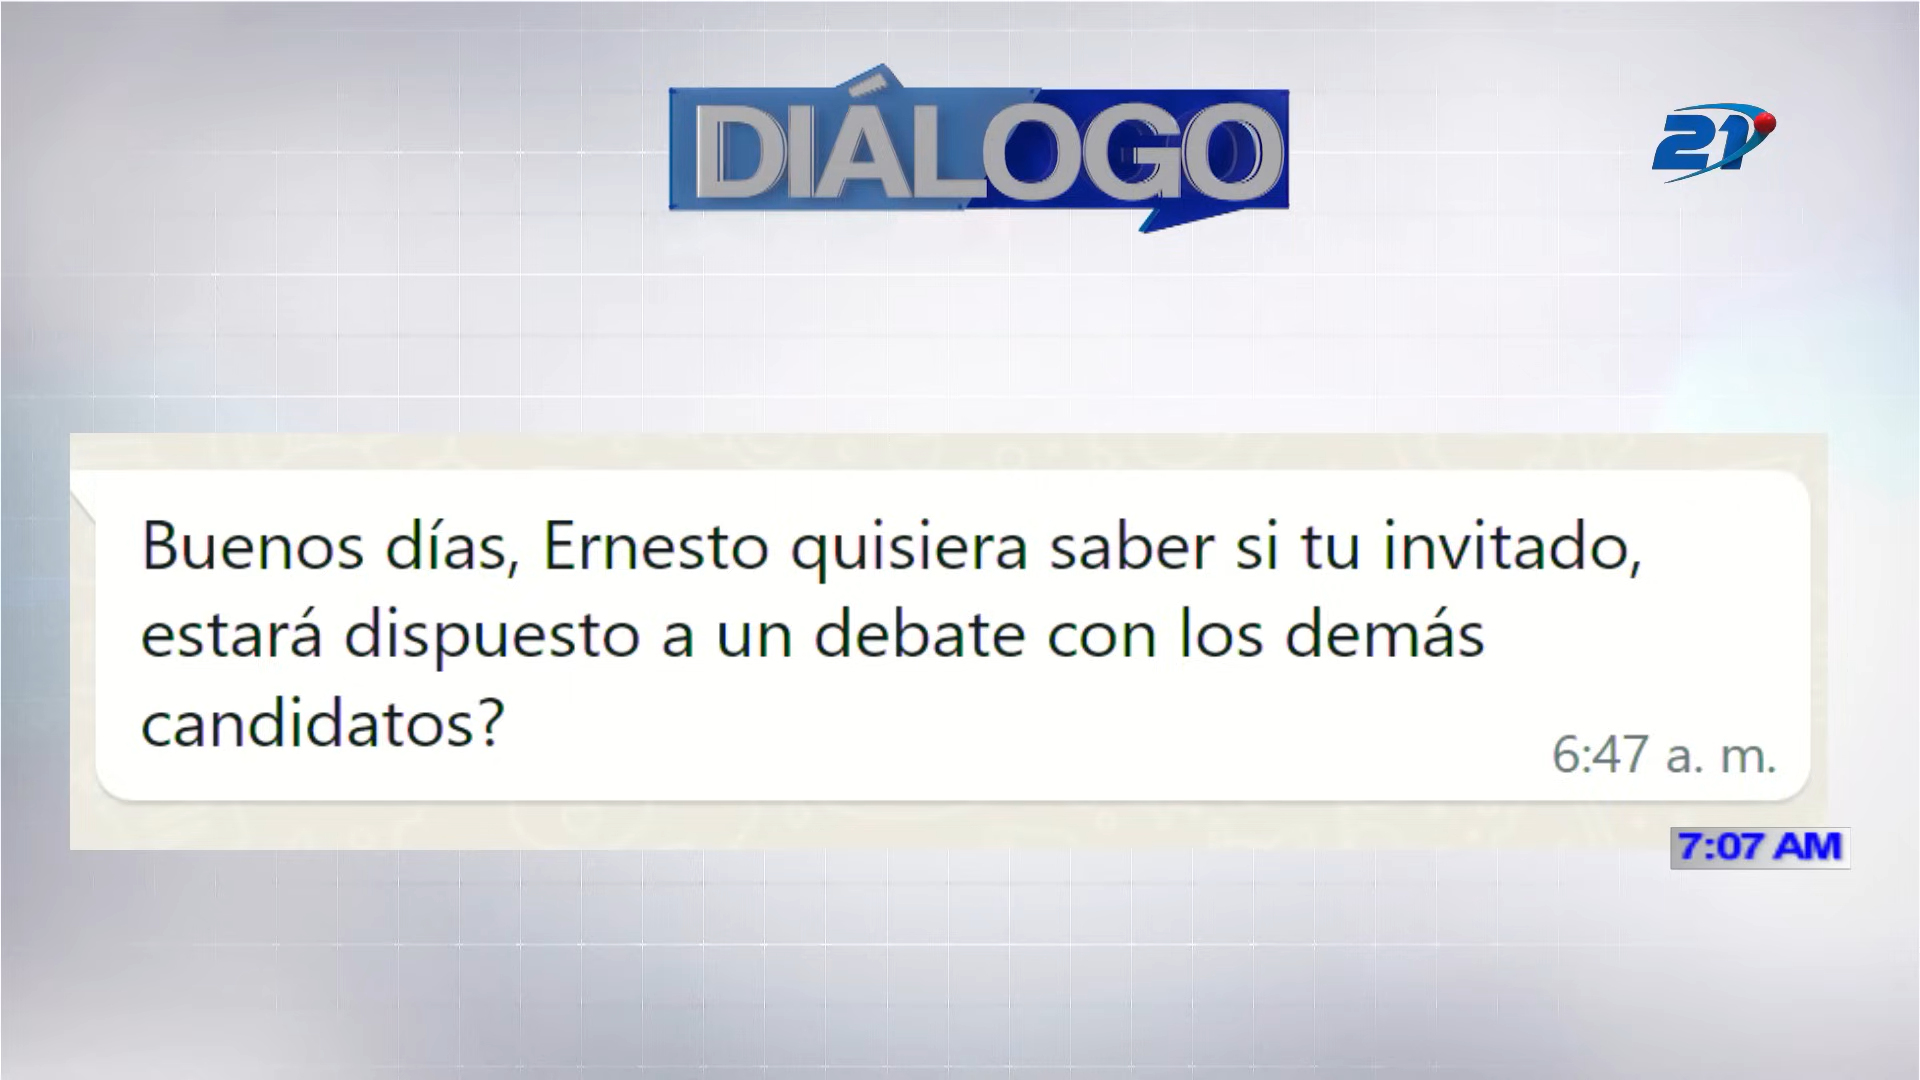 DIÁLOGO
21
Buenos días, Ernesto quisiera saber si tu invitado,
estará dispuesto a un debate con los demás
candidatos?
6:47 a. m.
7:07 AM